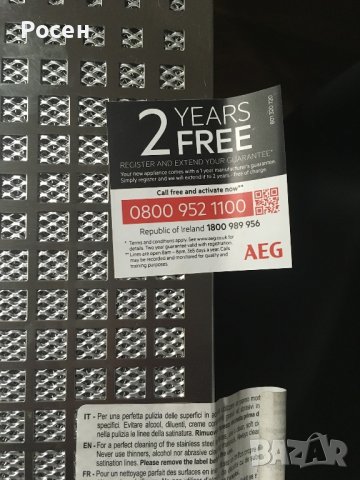 Росен
2 YEARS
FREE
REGISTER AND EXTEND YOUR GUARANTEE*
Your new appliance comes with a 1 year manufacturer's guarantee.
Simply register and we will extend it to 2 years - free of charge.
Call free and activate now**
0800 952 1100
Republic of Ireland 1800 989 956
* Terms and conditions apply. See www.aeg.co.uk for
details. Two year guarantee valid with registration.
** Lines are open 8am – 8pm, 365 days a year. Calls
may be recorded and monitored for quality and
training purposes.
AEG
IT - Per una perfetta pulizia delle superfici in
specifici. Evitare alcool, diluenti, creme
nella pulizia le linee della satinatura.
EN - For a perfect cleaning of the stainless steel
Never use thinners, alcohol nor abrasive
satination lines. Please remove the label
FR - Pour un nettoyage parfait des surfaces en
BAZAR